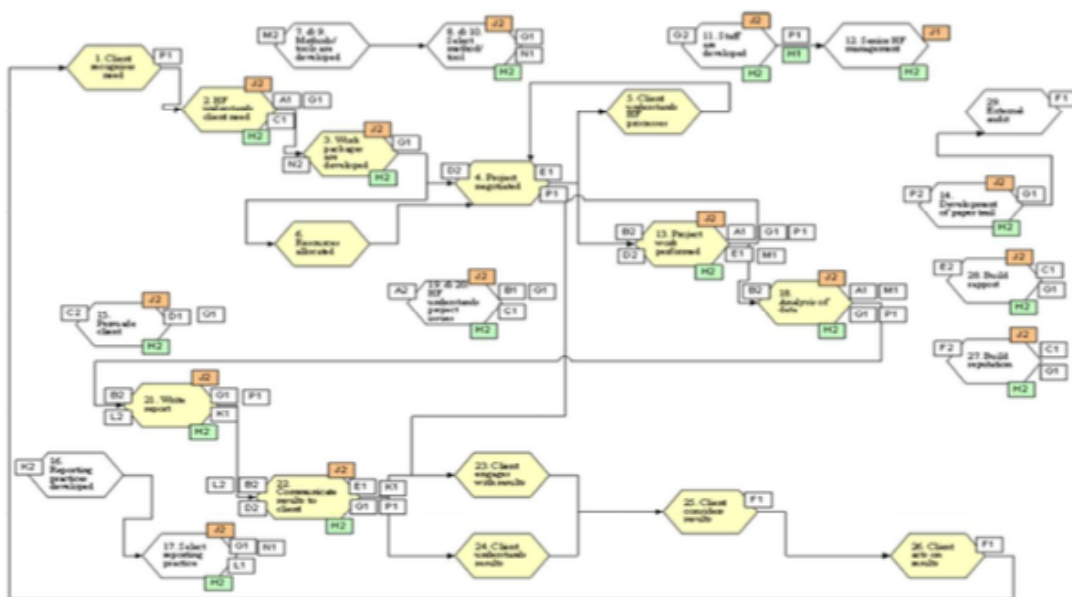 M2
7. di 9.
Methods/
tools are
developed
J2
8. di 10.
Select
method/
tool
G1
N1
H2
G2
J2
11. Staff
are
developed
P1
H1
H2
J1
12. Senior HF
management
H2
1. Client
recognizes
need
P1
J2
2. HF
understands
client need
A1
G1
C1
H2
5. Client
understands
HF
processes
29.
External
audit
F1
J2
3. Work
packages
are
developed
G1
N2
H2
D2
4. Project
negotiated
E1
P1
P2
J2
14.
Development
of paper trail
G1
H2
6.
Resources
allocated
B2
D2
J2
13. Project
work
performed
A1
G1
P1
E1
M1
H2
E2
J2
28. Build
support
C1
G1
H2
A2
J2
19. di 20.
HF
understands
project
B1
G1
C1
H2
B2
J2
18.
Analysis of
data
A1
M1
G1
P1
H2
C2
J2
15.
Persuade
client
D1
G1
H2
F2
J2
27. Build
reputation
C1
G1
H2
B2
L2
J2
21. Write
report
G1
P1
K1
H2
K2
16.
Reporting
practices
developed
L2
B2
D2
J2
22.
Communicate
results to
client
E1
K1
G1
P1
H2
23. Client
engages
with results
25. Client
considers
results
F1
J2
17. Select
reporting
practice
G1
N1
L1
H2
24. Client
understands
results
26. Client
acts on
results
F1